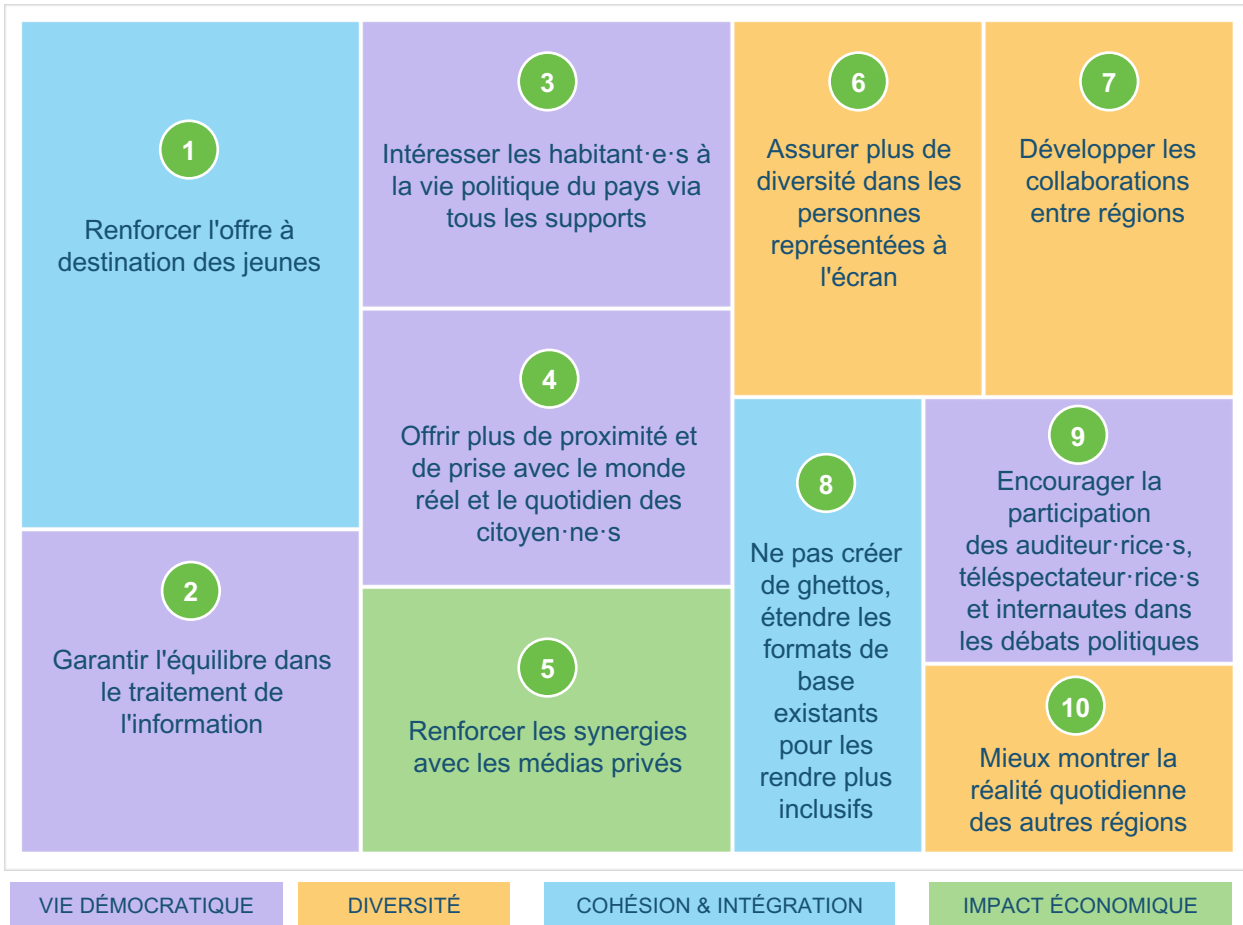 1
Renforcer l'offre à
destination des jeunes
2
Garantir l'équilibre dans
le traitement de
l'information
3
Intéresser les habitant·e·s à
la vie politique du pays via
tous les supports
4
Offrir plus de proximité et
de prise avec le monde
réel et le quotidien des
citoyen·ne·s
5
Renforcer les synergies
avec les médias privés
6
Assurer plus de
diversité dans les
personnes
représentées à
l'écran
7
Développer les
collaborations
entre régions
8
Ne pas créer
de ghettos,
étendre les
formats de
base
existants
pour les
rendre plus
inclusifs
9
Encourager la
participation
des auditeur·rice·s,
téléspectateur·rice·s
et internautes dans
les débats politiques
10
Mieux montrer la
réalité quotidienne
des autres régions
VIE DÉMOCRATIQUE
DIVERSITÉ
COHÉSION & INTÉGRATION
IMPACT ÉCONOMIQUE